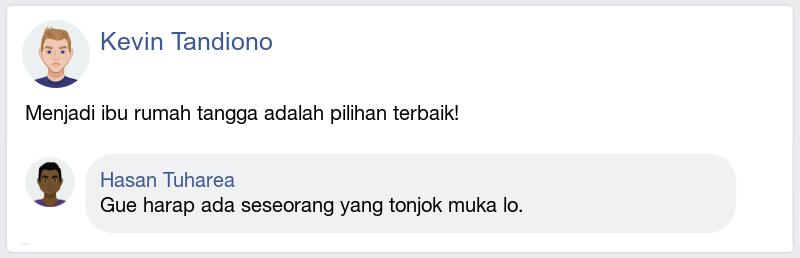 Kevin Tandiono
Menjadi ibu rumah tangga adalah pilihan terbaik!
Hasan Tuharea
Gue harap ada seseorang yang tonjok muka lo.